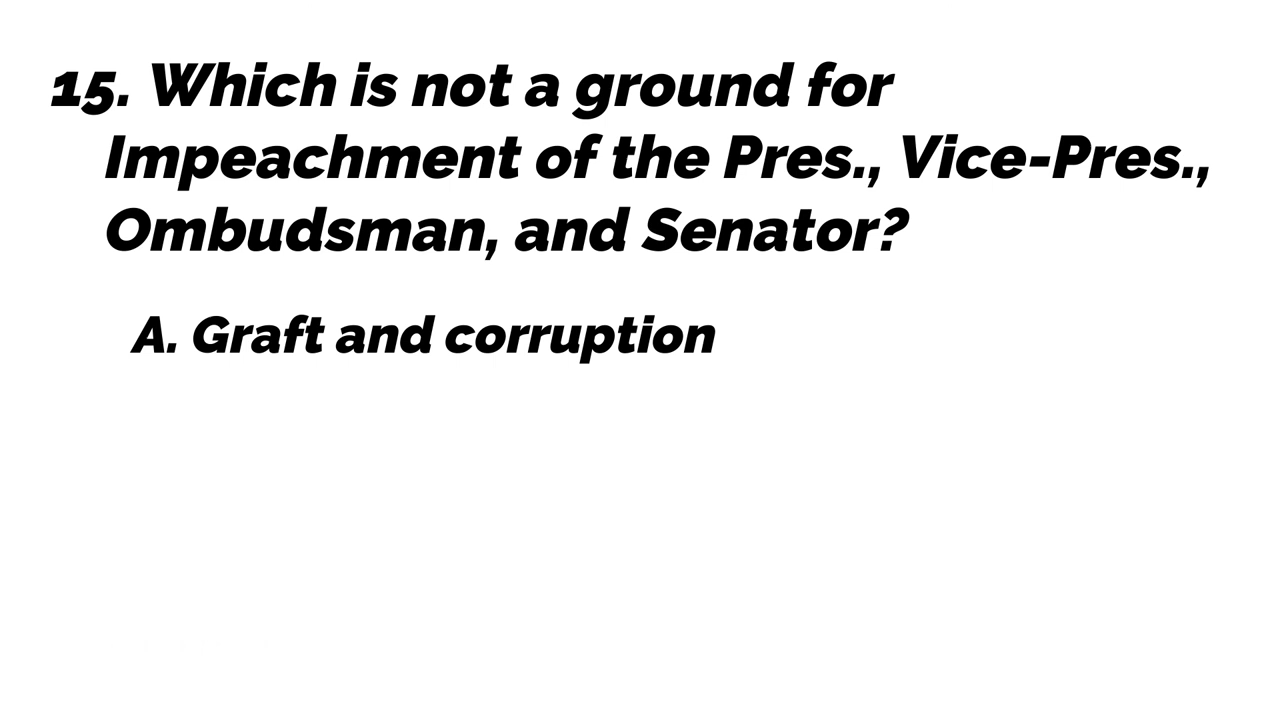 15. Which is not a ground for
Impeachment of the Pres., Vice-Pres.,
Ombudsman, and Senator?
A. Graft and corruption